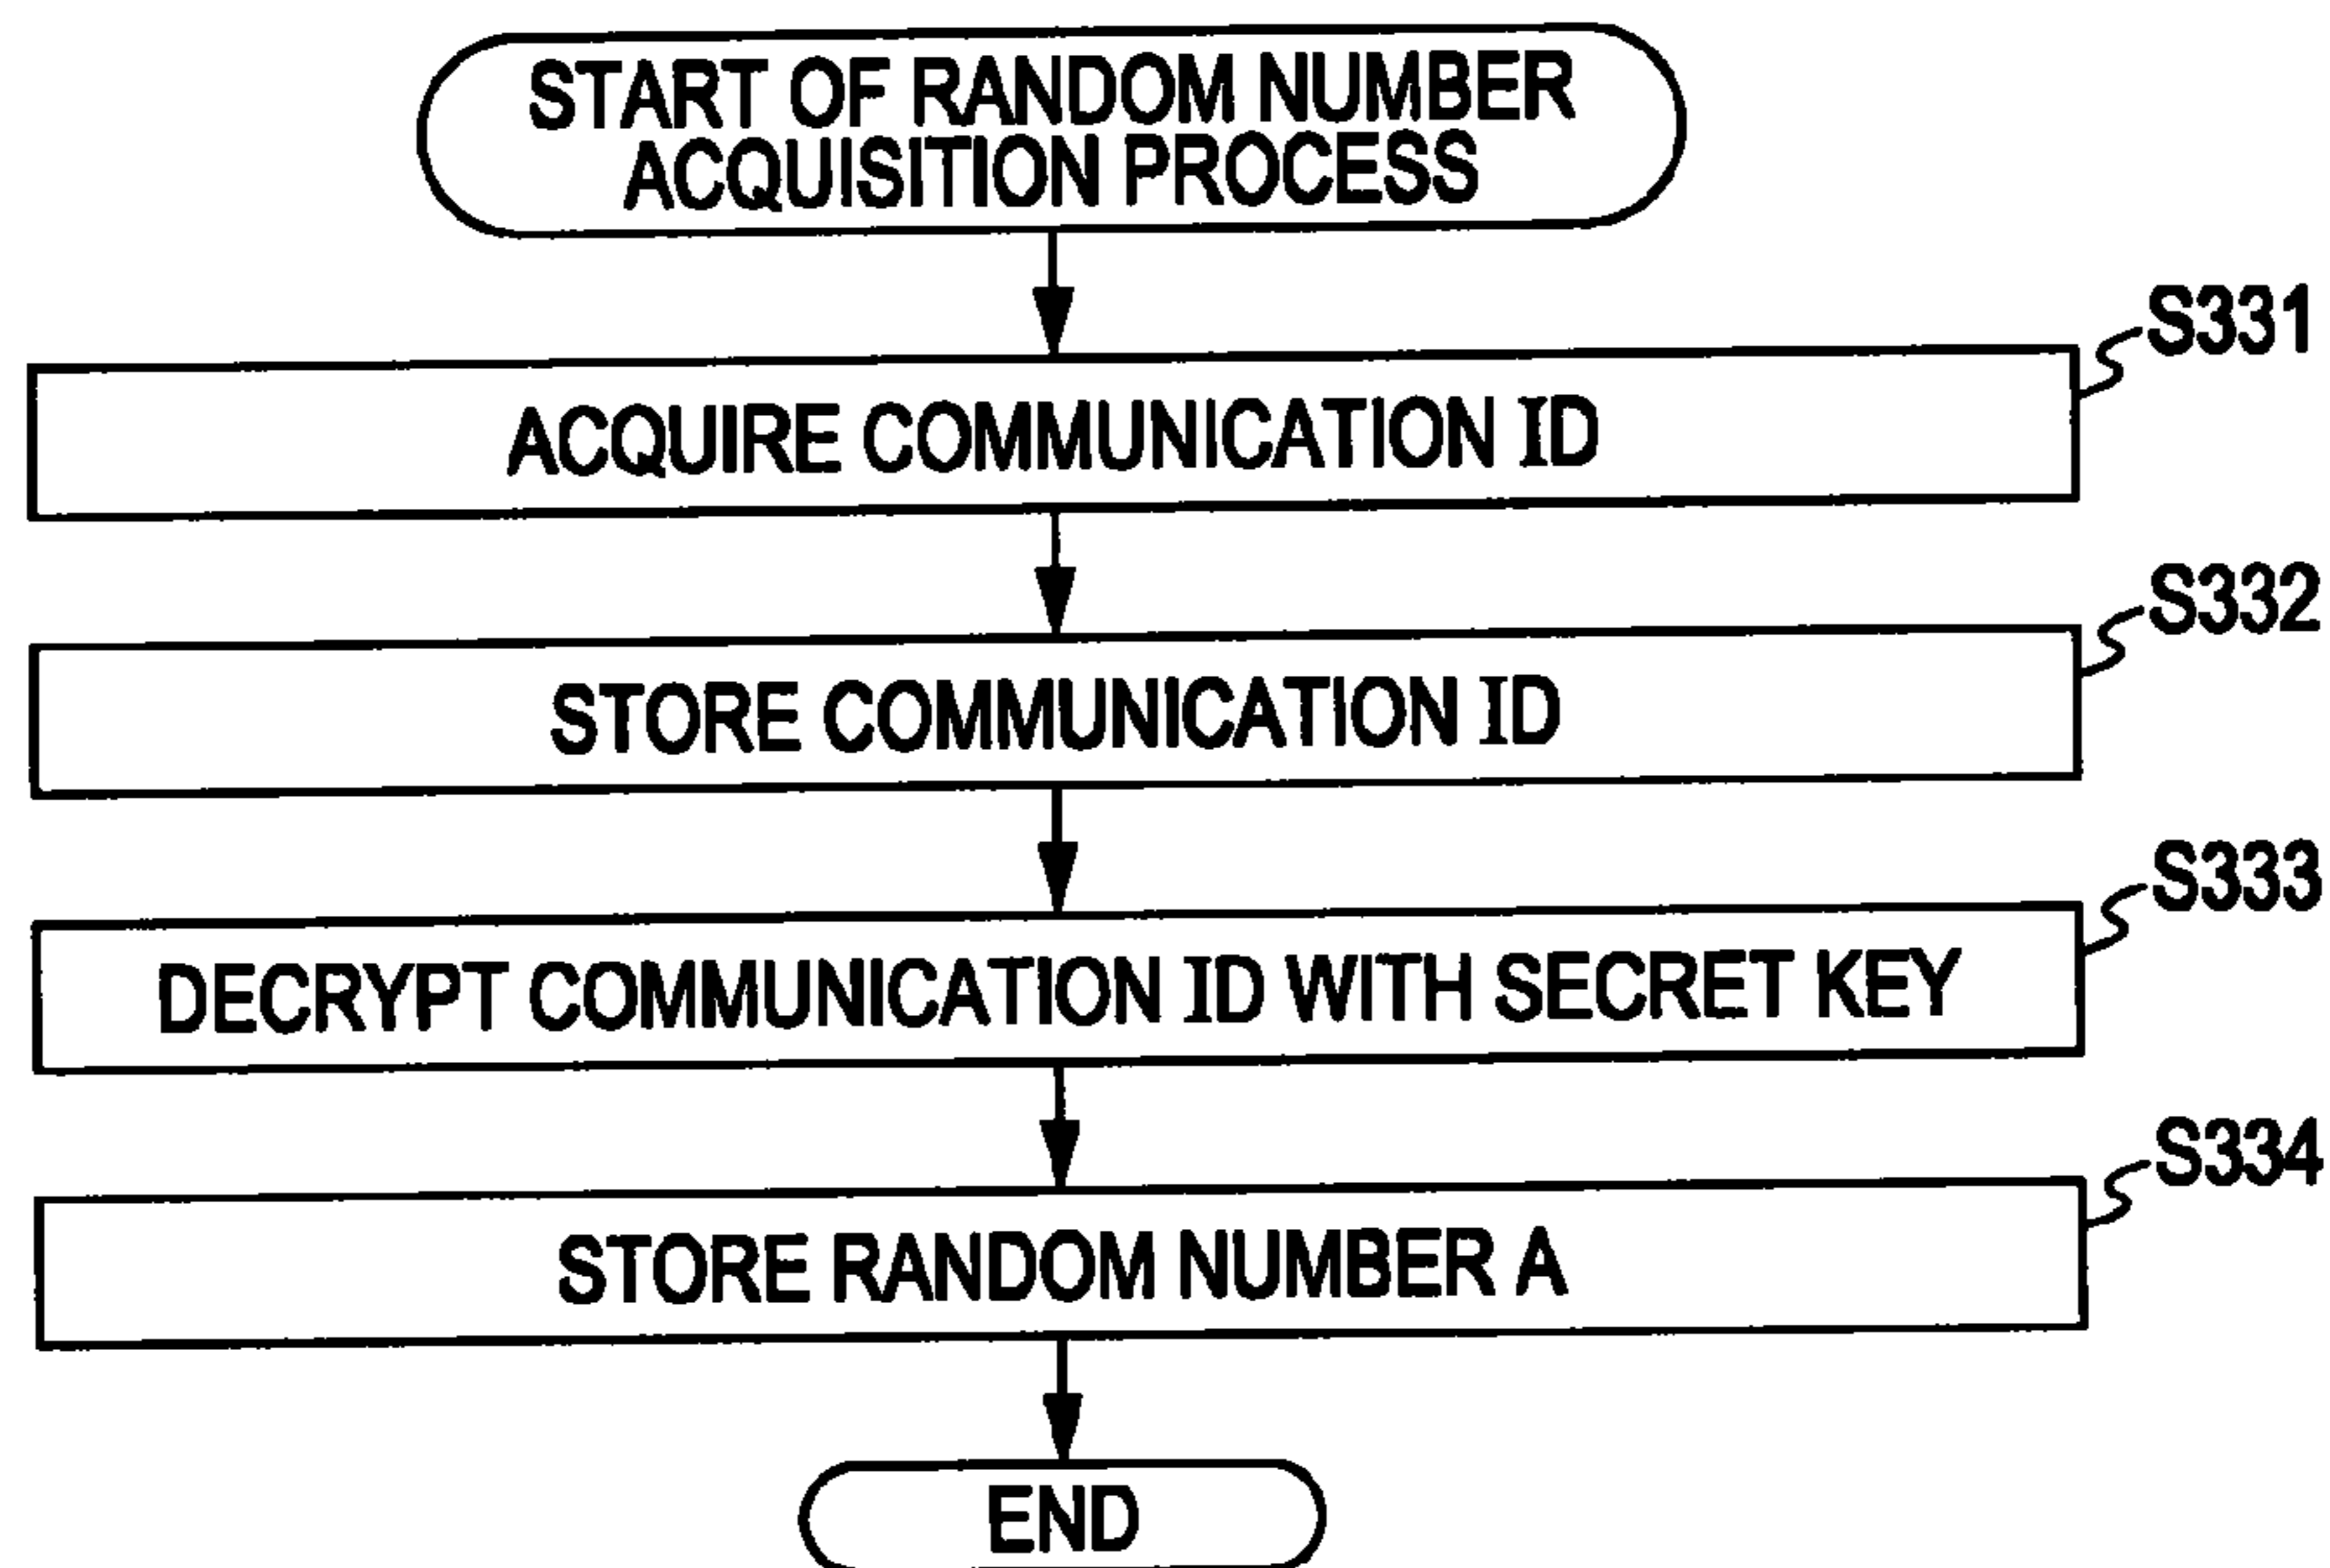 START OF RANDOM NUMBER
ACQUISITION PROCESS
S331
ACQUIRE COMMUNICATION ID
S332
STORE COMMUNICATION ID
S333
DECRYPT COMMUNICATION ID WITH SECRET KEY
S334
STORE RANDOM NUMBER A
END